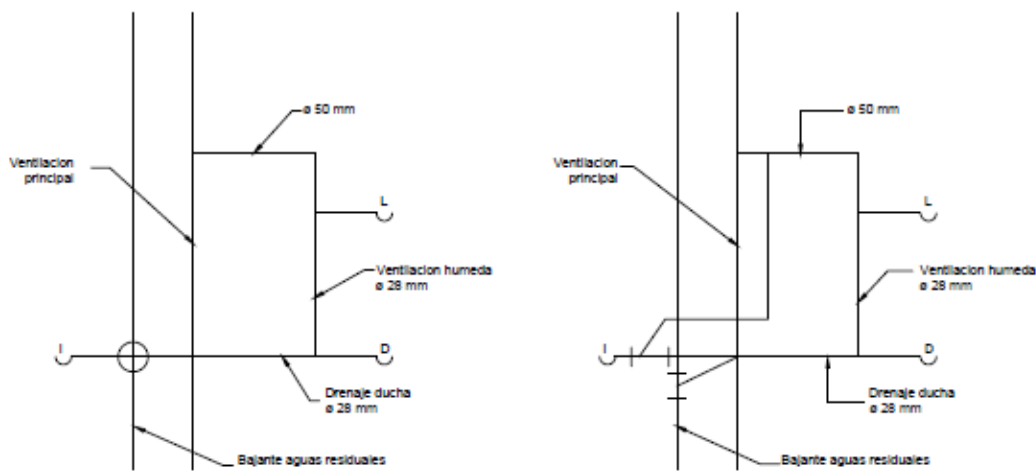 ø 50 mm
Ventilacion
principal
L
Ventilacion humeda
ø 28 mm
I
D
Drenaje ducha
ø 28 mm
Bajante aguas residuales
ø 50 mm
Ventilacion
principal
L
Ventilacion humeda
ø 28 mm
I
D
Drenaje ducha
ø 28 mm
Bajante aguas residuales